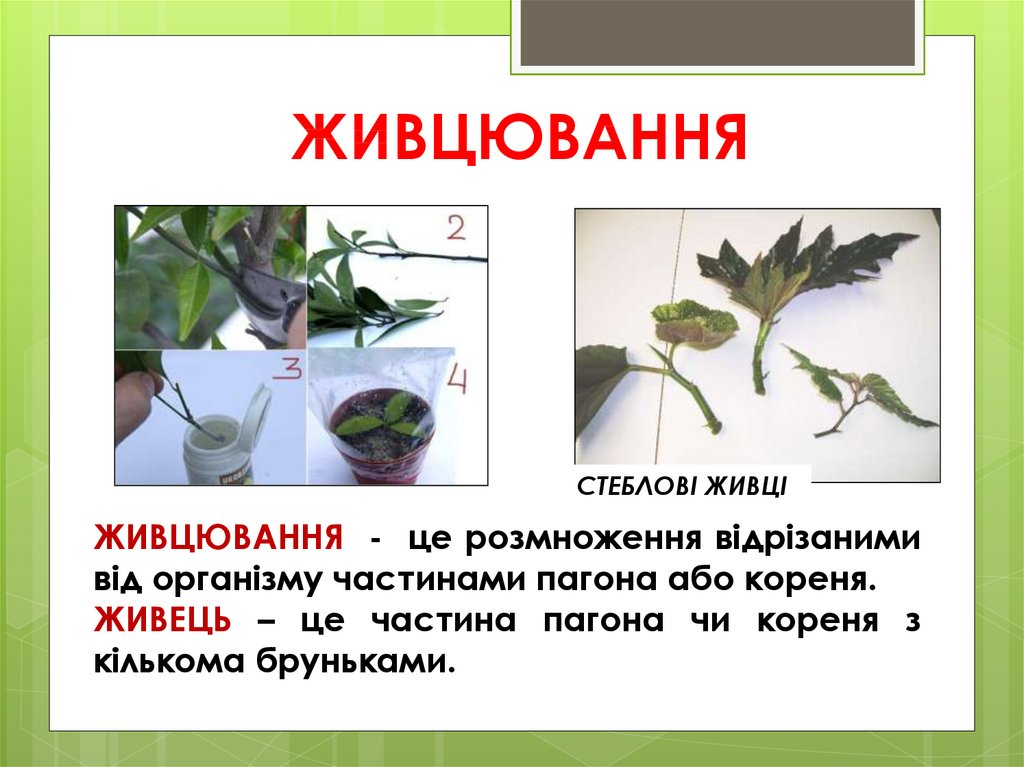 ЖИВЦЮВАННЯ
2
3
4
СТЕБЛОВІ ЖИВЦІ
ЖИВЦЮВАННЯ - це розмноження відрізаними
від організму частинами пагона або кореня.
ЖИВЕЦЬ – це частина пагона чи кореня з
кількома бруньками.